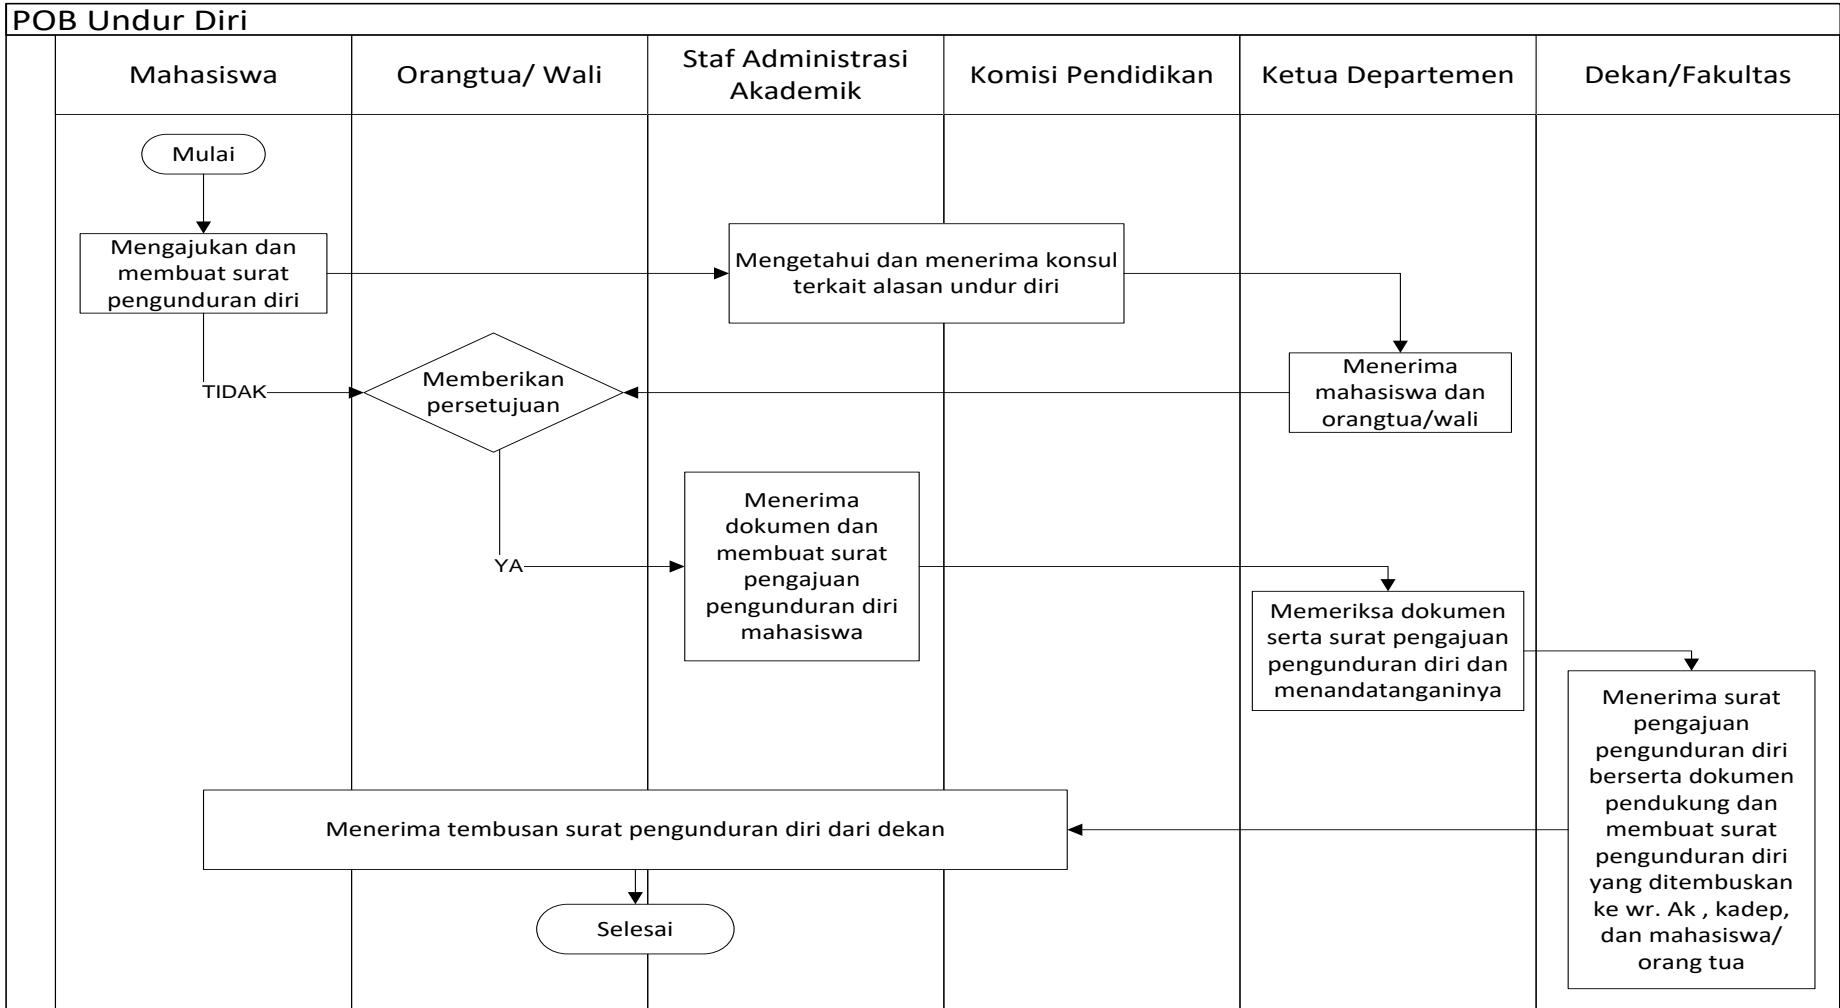 POB Undur Diri
Mahasiswa
Orangtua/ Wali
Staf Administrasi
Akademik
Komisi Pendidikan
Ketua Departemen
Dekan/Fakultas
Mulai
Mengajukan dan
membuat surat
pengunduran diri
Mengetahui dan menerima konsul
terkait alasan undur diri
Menerima
mahasiswa dan
orangtua/wali
TIDAK
Memberikan
persetujuan
YA
Menerima
dokumen dan
membuat surat
pengajuan
pengunduran diri
mahasiswa
Memeriksa dokumen
serta surat pengajuan
pengunduran diri dan
menandatanganinya
Menerima surat
pengajuan
pengunduran diri
berserta dokumen
pendukung dan
membuat surat
pengunduran diri
yang ditembuskan
ke wr. Ak , kadep,
dan mahasiswa/
orang tua
Menerima tembusan surat pengunduran diri dari dekan
Selesai